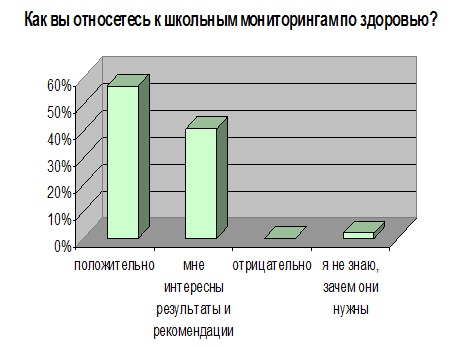 Как вы относетесь к школьным мониторингам по здоровью?
60%
50%
40%
30%
20%
10%
0%
положительно
мне
интересны
результаты и
рекомендации
отрицательно
я не знаю,
зачем они
нужны